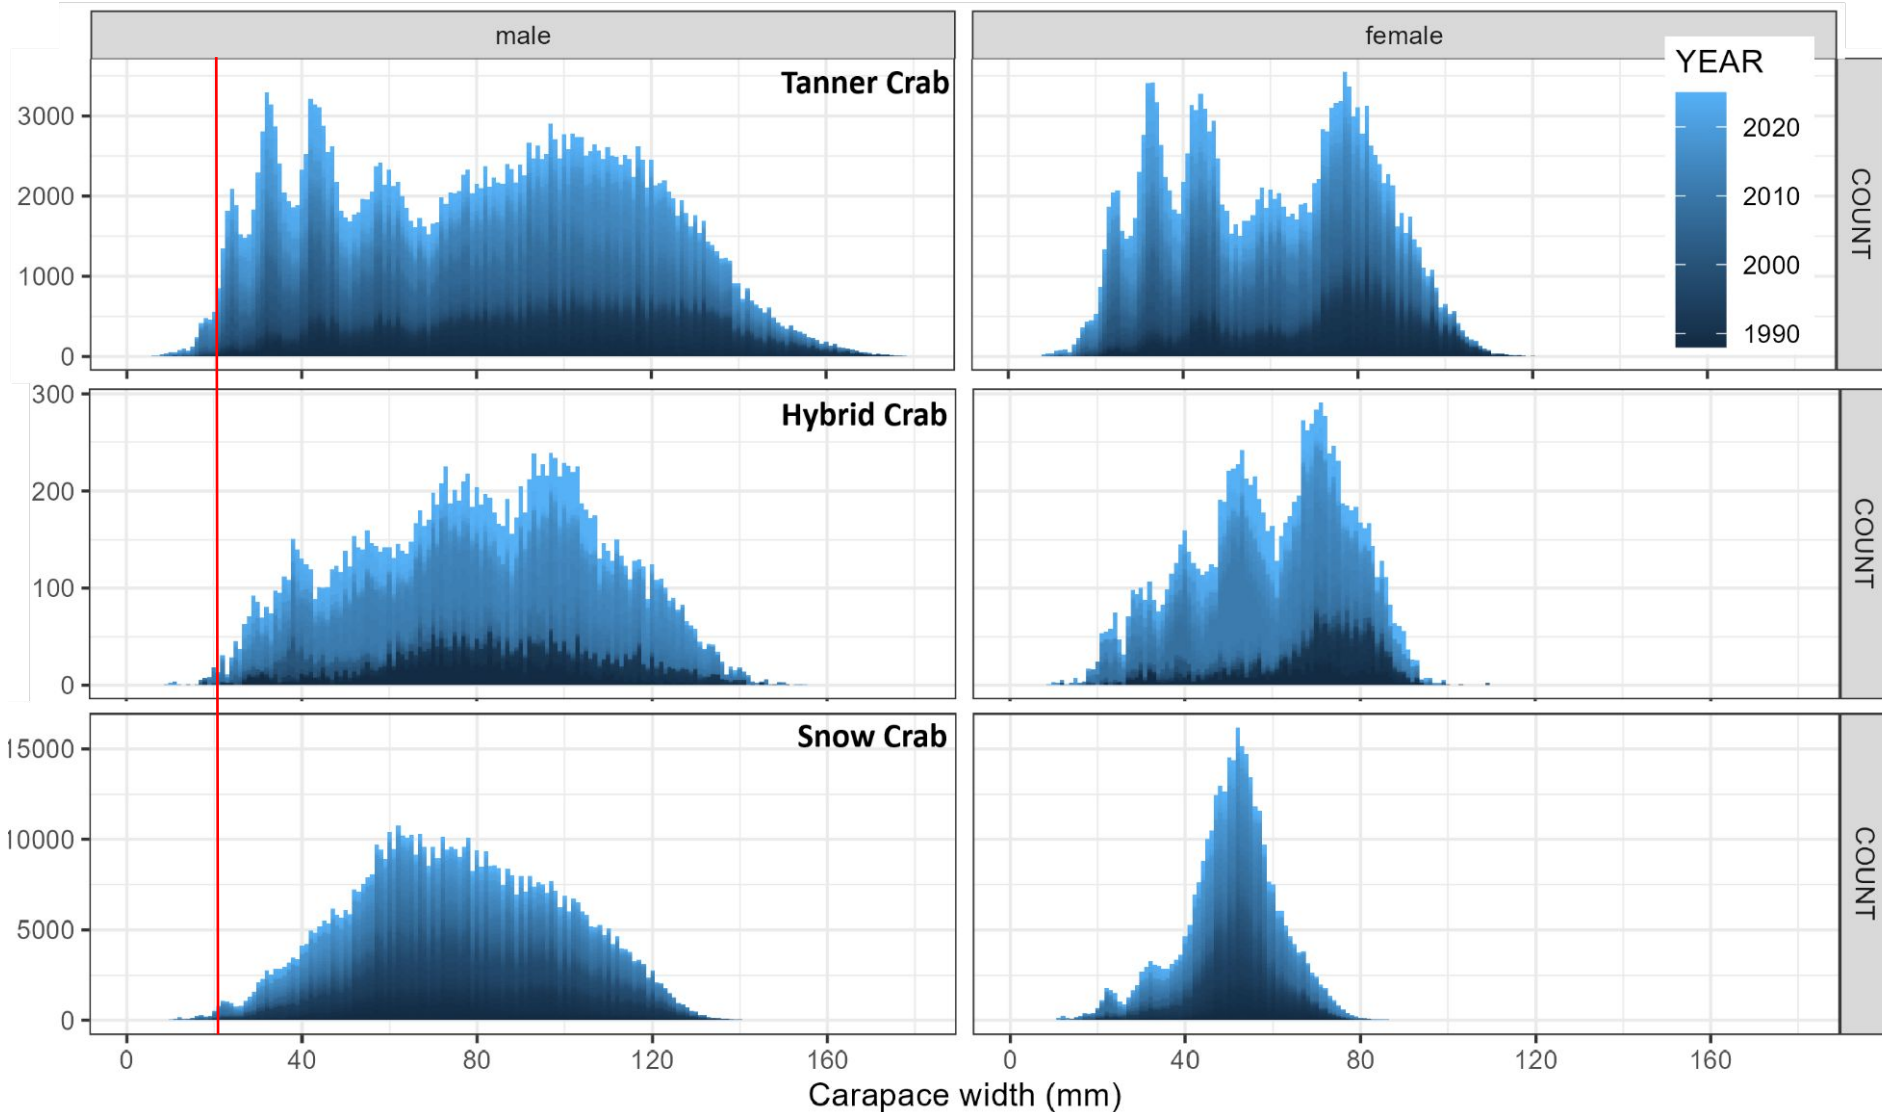 male
female
Tanner Crab
YEAR
2020
2010
2000
1990
3000
2000
1000
0
COUNT
Hybrid Crab
300
200
100
0
COUNT
Snow Crab
15000
10000
5000
0
COUNT
0 40 80 120 160
0 40 80 120 160
Carapace width (mm)